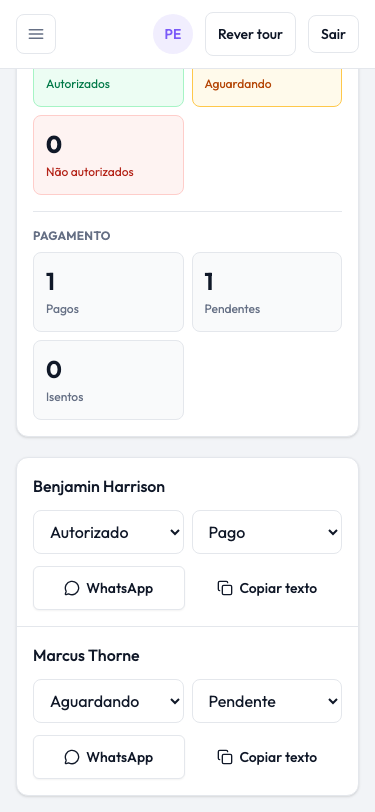 PE Rever tour Sair
Autorizados Aguardando
0
Não autorizados
PAGAMENTO
1 1
Pagos Pendentes
0
Isentos
Benjamin Harrison
Autorizado Pago
WhatsApp Copiar texto
Marcus Thorne
Aguardando Pendente
WhatsApp Copiar texto